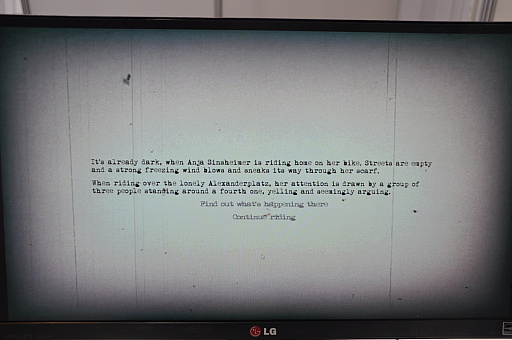 It's already dark, when Anja Sinsheimer is riding home on her bike. Streets are empty
and a strong freezing wind blows and sneaks its way through her scarf.
When riding over the lonely Alexanderplatz, her attention is drawn by a group of
three people standing around a fourth one, yelling and seemingly arguing.
Find out what's happening there
Continue riding
LG